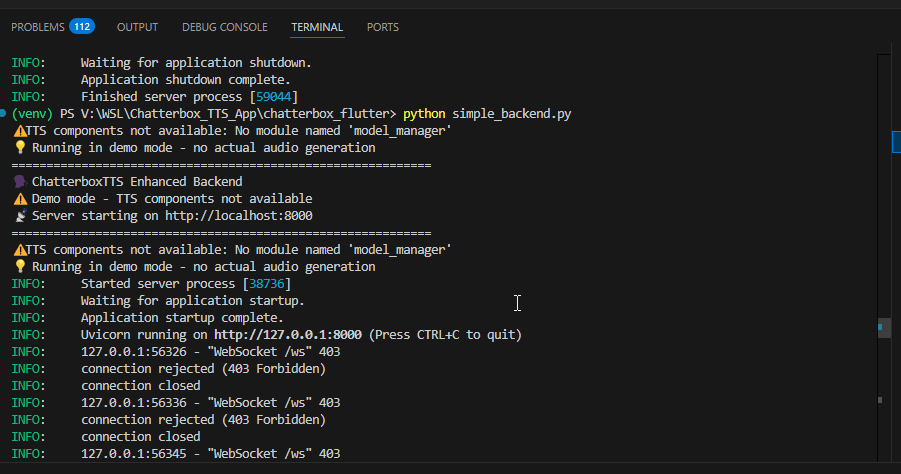 PROBLEMS 112 OUTPUT DEBUG CONSOLE TERMINAL PORTS
INFO: Waiting for application shutdown.
INFO: Application shutdown complete.
INFO: Finished server process [59044]
(venv) PS V:\WSL\Chatterbox_TTS_App\chatterbox_flutter> python simple_backend.py
⚠️TTS components not available: No module named 'model_manager'
💡 Running in demo mode - no actual audio generation
============================================================
🗣️ ChatterboxTTS Enhanced Backend
⚠️ Demo mode - TTS components not available
📡 Server starting on http://localhost:8000
============================================================
⚠️TTS components not available: No module named 'model_manager'
💡 Running in demo mode - no actual audio generation
INFO: Started server process [38736]
INFO: Waiting for application startup.
INFO: Application startup complete.
INFO: Uvicorn running on http://127.0.0.1:8000 (Press CTRL+C to quit)
INFO: 127.0.0.1:56326 - "WebSocket /ws" 403
INFO: connection rejected (403 Forbidden)
INFO: connection closed
INFO: 127.0.0.1:56336 - "WebSocket /ws" 403
INFO: connection rejected (403 Forbidden)
INFO: connection closed
INFO: 127.0.0.1:56345 - "WebSocket /ws" 403